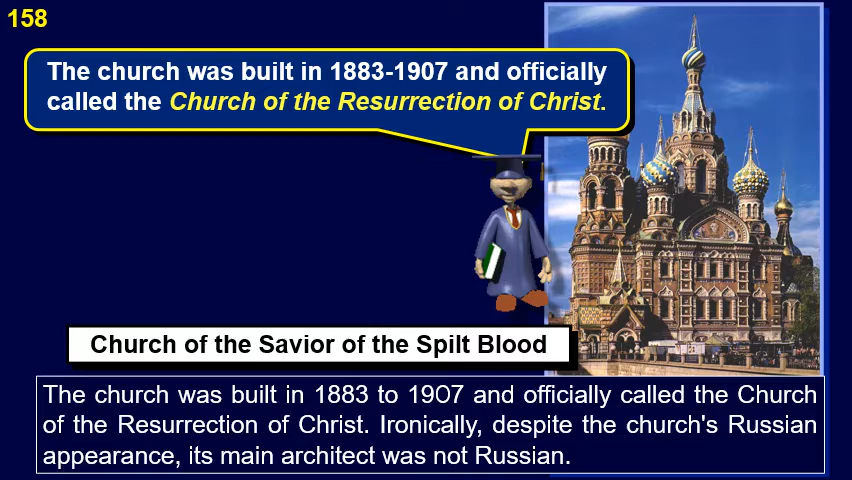 158
The church was built in 1883-1907 and officially
called the Church of the Resurrection of Christ.
Church of the Savior of the Spilt Blood
The church was built in 1883 to 1907 and officially called the Church
of the Resurrection of Christ. Ironically, despite the church's Russian
appearance, its main architect was not Russian.